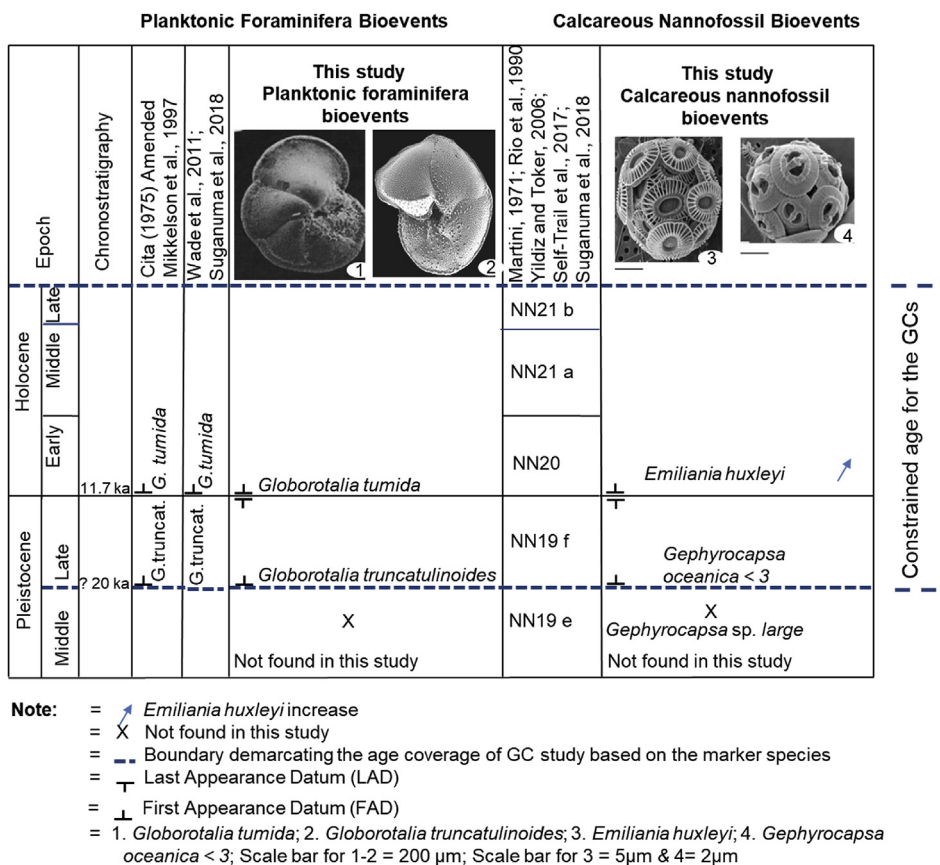 Planktonic Foraminifera Bioevents
Calcareous Nannofossil Bioevents
Epoch
Chronostratigraphy
Cita (1975) Amended
Mikkelson et al., 1997
Wade et al., 2011;
Suganuma et al., 2018
This study
Planktonic foraminifera
bioevents
1
2
Martini, 1971; Rio et al.,1990
Yildiz and Toker, 2006;
Self-Trail et al., 2017;
Suganuma et al., 2018
This study
Calcareous nannofossil
bioevents
3
4
Holocene
Late
Middle
Early
11.7 ka
G. tumida
G.tumida
Globorotalia tumida
NN21 b
NN21 a
NN20
Emiliania huxleyi
Pleistocene
Late
Middle
? 20 ka
G.truncat.
G.truncat.
Globorotalia truncatulinoides
X
Not found in this study
NN19 f
NN19 e
Gephyrocapsa
oceanica < 3
X
Gephyrocapsa sp. large
Not found in this study
Constrained age for the GCs
Note: = Emiliania huxleyi increase
= X Not found in this study
= Boundary demarcating the age coverage of GC study based on the marker species
= Last Appearance Datum (LAD)
= First Appearance Datum (FAD)
= 1. Globorotalia tumida; 2. Globorotalia truncatulinoides; 3. Emiliania huxleyi; 4. Gephyrocapsa
oceanica < 3; Scale bar for 1-2 = 200 μm; Scale bar for 3 = 5μm & 4= 2μm